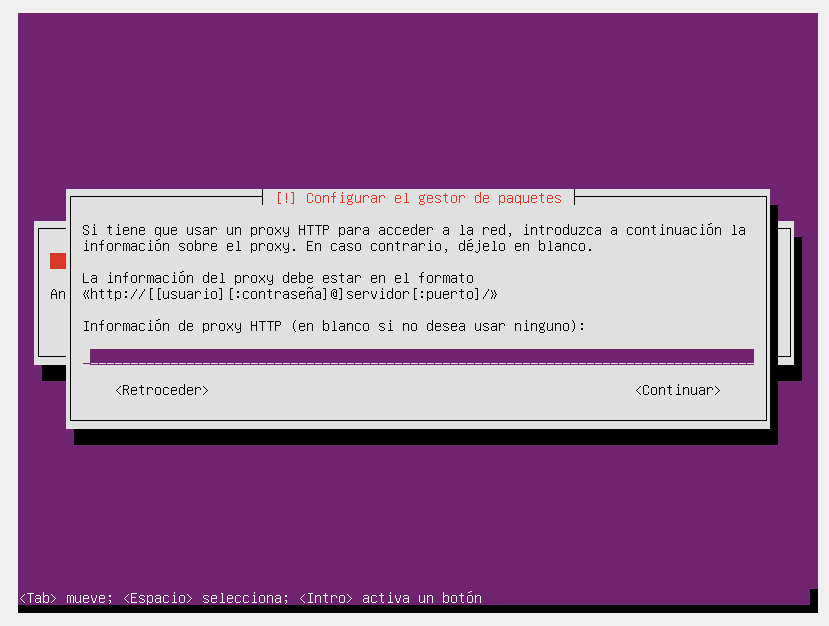 [!] Configurar el gestor de paquetes
Si tiene que usar un proxy HTTP para acceder a la red, introduzca a continuación la
información sobre el proxy. En caso contrario, déjelo en blanco.
La información del proxy debe estar en el formato
An
«http://[[usuario][:contraseña]@]servidor[:puerto]/»
Información de proxy HTTP (en blanco si no desea usar ninguno):
<Retroceder> <Continuar>
<Tab> mueve; <Espacio> selecciona; <Intro> activa un botón